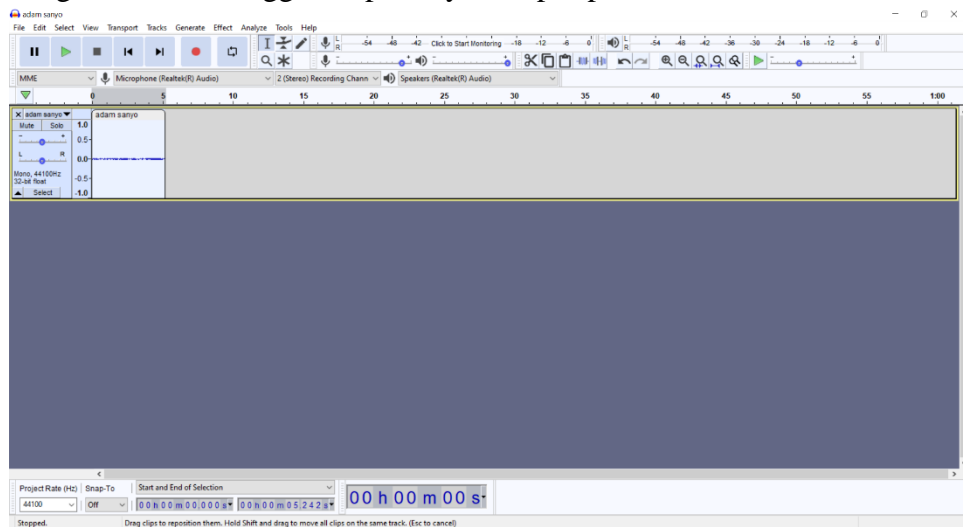 adam sanyo
File Edit Select View Transport Tracks Generate Effect Analyze Tools Help
L R -54 -48 -42 Click to Start Monitoring -18 -12 -6 0 L R -54 -48 -42 -36 -30 -24 -18 -12 -6 0
MME Microphone (Realtek(R) Audio) 2 (Stereo) Recording Chann Speakers (Realtek(R) Audio)
0 5 10 15 20 25 30 35 40 45 50 55 1:00
adam sanyo adam sanyo
Mute Solo 1.0
- + 0.5
L R 0.0
Mono, 44100Hz
32-bit float -0.5
Select -1.0
Project Rate (Hz) Snap-To Start and End of Selection
44100 Off 00 h 00 m 00.000 s 00 h 00 m 05.242 s 00 h 00 m 00 s
Stopped. Drag clips to reposition them. Hold Shift and drag to move all clips on the same track. (Esc to cancel)